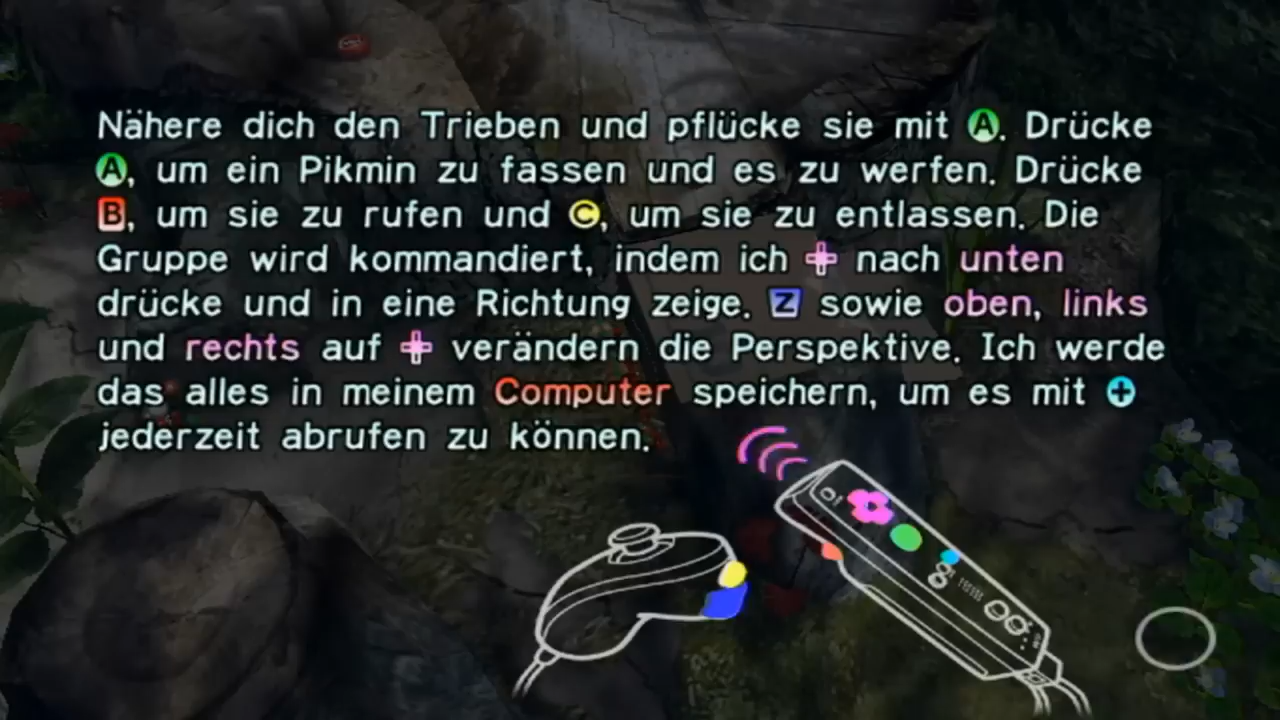 Nähere dich den Trieben und pflücke sie mit A. Drücke
A, um ein Pikmin zu fassen und es zu werfen. Drücke
B, um sie zu rufen und C, um sie zu entlassen. Die
Gruppe wird kommandiert, indem ich ✚ nach unten
drücke und in eine Richtung zeige. Z sowie oben, links
und rechts auf ✚ verändern die Perspektive. Ich werde
das alles in meinem Computer speichern, um es mit +
jederzeit abrufen zu können.